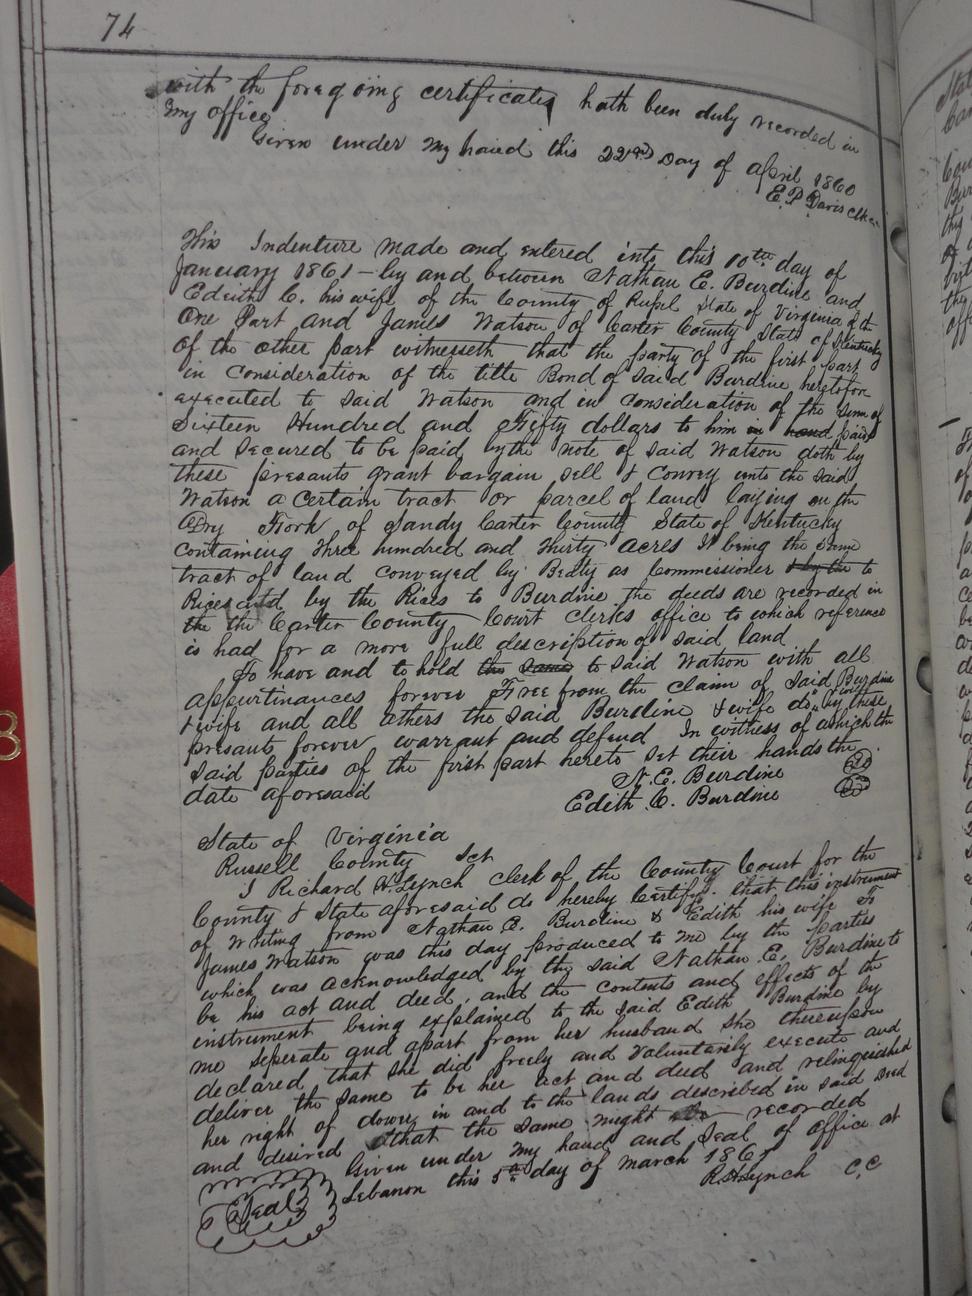 74
with the foregoing certificates hath been duly recorded in
my office
Given under my hand this 22nd Day of April 1860
E. P. Davis Clk
This Indenture made and entered into this 10th day of
January 1861 - by and between Nathan E. Burdine and
Edeith C. his wife of the County of Russel State of Virginia of the
One Part and James Watson of Carter County State of Kentucky
Of the other part witnesseth that the party of the first part
in Consideration of the title Bond of said Burdine heretofor
executed to said Watson and in Consideration of the sum of
Sixteen Hundred and Fifty dollars to him in hand paid
and Secured to be paid by the note of said Watson doth by
these presants grant bargain sell & Convey unto the said
Watson a Certain tract or parcel of land laying on the
Dry Fork of Sandy Carter County State of Kentucky
Containing Three hundred and Thirty acres It being the same
tract of land conveyed by Beaty as Commissioner to
Rices and by the Rices to Burdine The deeds are recorded in
the the Carter County Court Clerks office to which reference
is had for a more full description of said land
To have and to hold the same to said Watson with all
appurtinances forever Free from the claim of said Burdine
& wife and all others the said Burdine & wife do by these
presants forever warrant and defend In witness of which the
said parties of the first part hereto set their hands the
date aforesaid
N. E. Burdine
Edith C. Burdine
State of Virginia
Russell County Sct
I Richard H. Lynch clerk of the County Court for the
County & State aforesaid do hereby Certify that this instrument
of writing from Nathan E. Burdine & Edith his wife To
James Watson was this day produced to me by the parties
which was acknowledged by the said Nathan E. Burdine to
be his act and deed, and the contents and effects of the
instrument being explained to the said Edith Burdine by
me seperate and apart from her husband she thereupon
declared that she did freely and voluntarily execute and
deliver the same to be her act and deed and relinquished
her right of dower in and to the lands described in said deed
and desired that the same might be recorded
Given under my hand and Seal of office at
Lebanon this 5th day of March 1861
R. H. Lynch C. C.
Seal